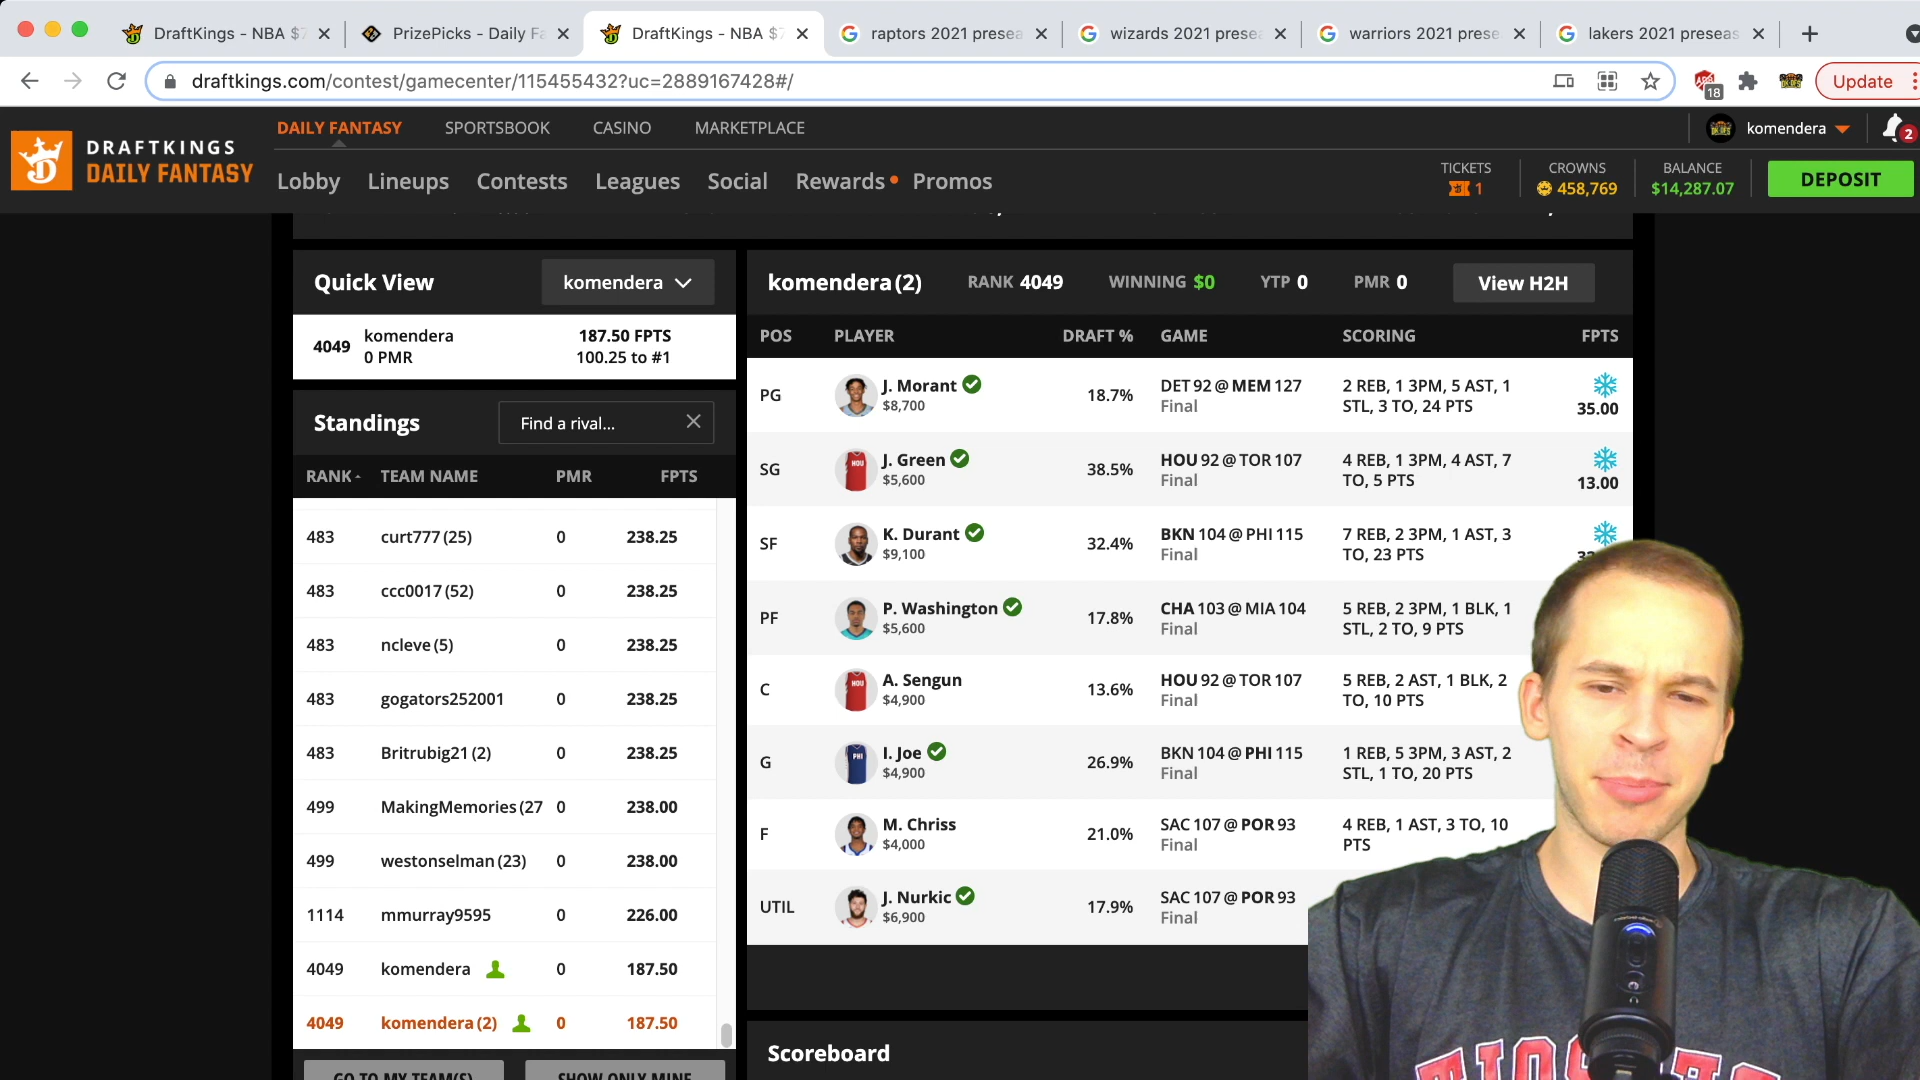 DraftKings - NBA $7
PrizePicks - Daily Fa
DraftKings - NBA $7
raptors 2021 presea
wizards 2021 presea
warriors 2021 prese
lakers 2021 preseas
draftkings.com/contest/gamecenter/115455432?uc=2889167428#/
18
Update
DRAFTKINGS
DAILY FANTASY
DAILY FANTASY
SPORTSBOOK
CASINO
MARKETPLACE
komendera
2
Lobby
Lineups
Contests
Leagues
Social
Rewards
Promos
TICKETS
1
CROWNS
458,769
BALANCE
$14,287.07
DEPOSIT
Quick View
komendera
4049
komendera
0 PMR
187.50 FPTS
100.25 to #1
Standings
Find a rival...
RANK TEAM NAME PMR FPTS
483 curt777 (25) 0 238.25
483 ccc0017 (52) 0 238.25
483 ncleve (5) 0 238.25
483 gogators252001 0 238.25
483 Britrubig21 (2) 0 238.25
499 MakingMemories (27 0 238.00
499 westonselman (23) 0 238.00
1114 mmurray9595 0 226.00
4049 komendera 0 187.50
4049 komendera (2) 0 187.50
GO TO MY TEAM(S)
SHOW ONLY MINE
komendera (2) RANK 4049 WINNING $0 YTP 0 PMR 0 View H2H
POS PLAYER DRAFT % GAME SCORING FPTS
PG J. Morant 18.7% DET 92 @ MEM 127 2 REB, 1 3PM, 5 AST, 1
$8,700 Final STL, 3 TO, 24 PTS 35.00
SG J. Green 38.5% HOU 92 @ TOR 107 4 REB, 1 3PM, 4 AST, 7
$5,600 Final TO, 5 PTS 13.00
SF K. Durant 32.4% BKN 104 @ PHI 115 7 REB, 2 3PM, 1 AST, 3
$9,100 Final TO, 23 PTS
PF P. Washington 17.8% CHA 103 @ MIA 104 5 REB, 2 3PM, 1 BLK, 1
$5,600 Final STL, 2 TO, 9 PTS
C A. Sengun 13.6% HOU 92 @ TOR 107 5 REB, 2 AST, 1 BLK, 2
$4,900 Final TO, 10 PTS
HOU
HOU
PHI
G I. Joe 26.9% BKN 104 @ PHI 115 1 REB, 5 3PM, 3 AST, 2
$4,900 Final STL, 1 TO, 20 PTS
F M. Chriss 21.0% SAC 107 @ POR 93 4 REB, 1 AST, 3 TO, 10
$4,000 Final PTS
UTIL J. Nurkic 17.9% SAC 107 @ POR 93
$6,900 Final
Scoreboard